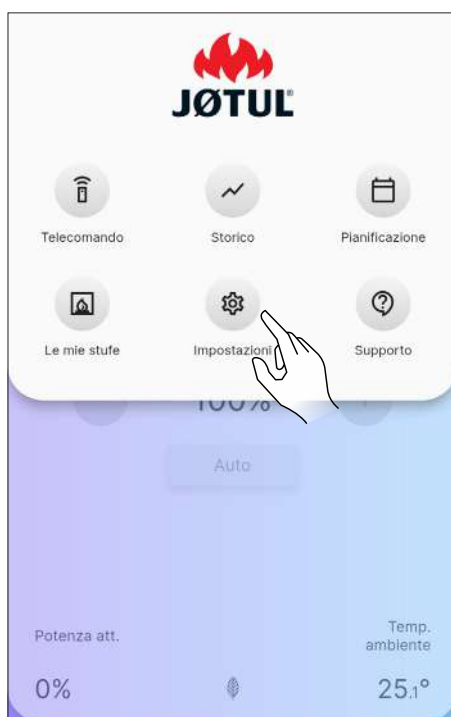 JØTUL®
Telecomando Storico Pianificazione
Le mie stufe Impostazioni Supporto
100%
Auto
Potenza att. Temp. ambiente
0% 25.1°